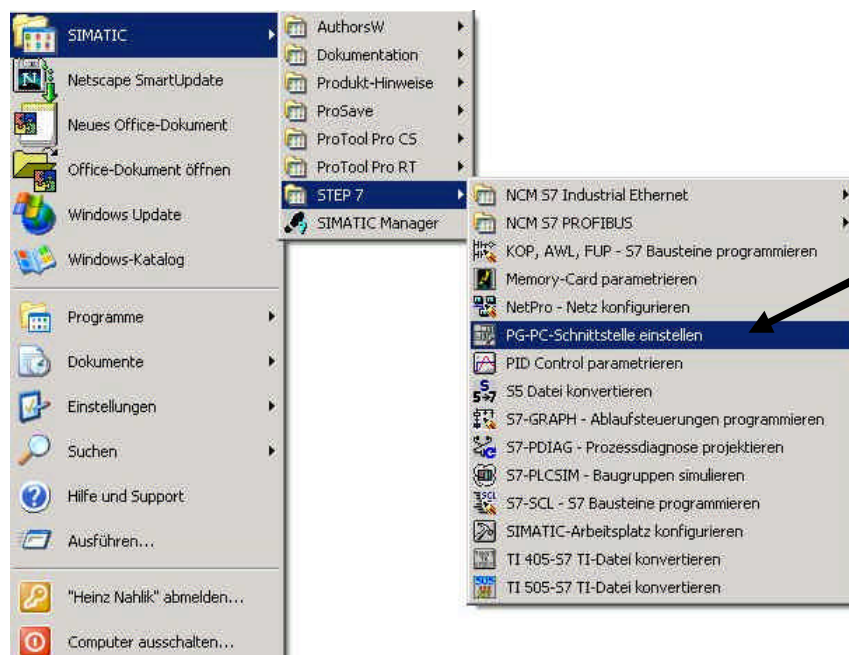 SIMATIC
Netscape SmartUpdate
Neues Office-Dokument
Office-Dokument öffnen
Windows Update
Windows-Katalog
Programme
Dokumente
Einstellungen
Suchen
Hilfe und Support
Ausführen...
"Heinz Nahlik" abmelden...
Computer ausschalten...
AuthorsW
Dokumentation
Produkt-Hinweise
ProSave
ProTool Pro CS
ProTool Pro RT
STEP 7
SIMATIC Manager
NCM S7 Industrial Ethernet
NCM S7 PROFIBUS
KOP, AWL, FUP - S7 Bausteine programmieren
Memory-Card parametrieren
NetPro - Netz konfigurieren
PG-PC-Schnittstelle einstellen
PID Control parametrieren
S5 Datei konvertieren
S7-GRAPH - Ablaufsteuerungen programmieren
S7-PDIAG - Prozessdiagnose projektieren
S7-PLCSIM - Baugruppen simulieren
S7-SCL - S7 Bausteine programmieren
SIMATIC-Arbeitsplatz konfigurieren
TI 405-S7 TI-Datei konvertieren
TI 505-S7 TI-Datei konvertieren